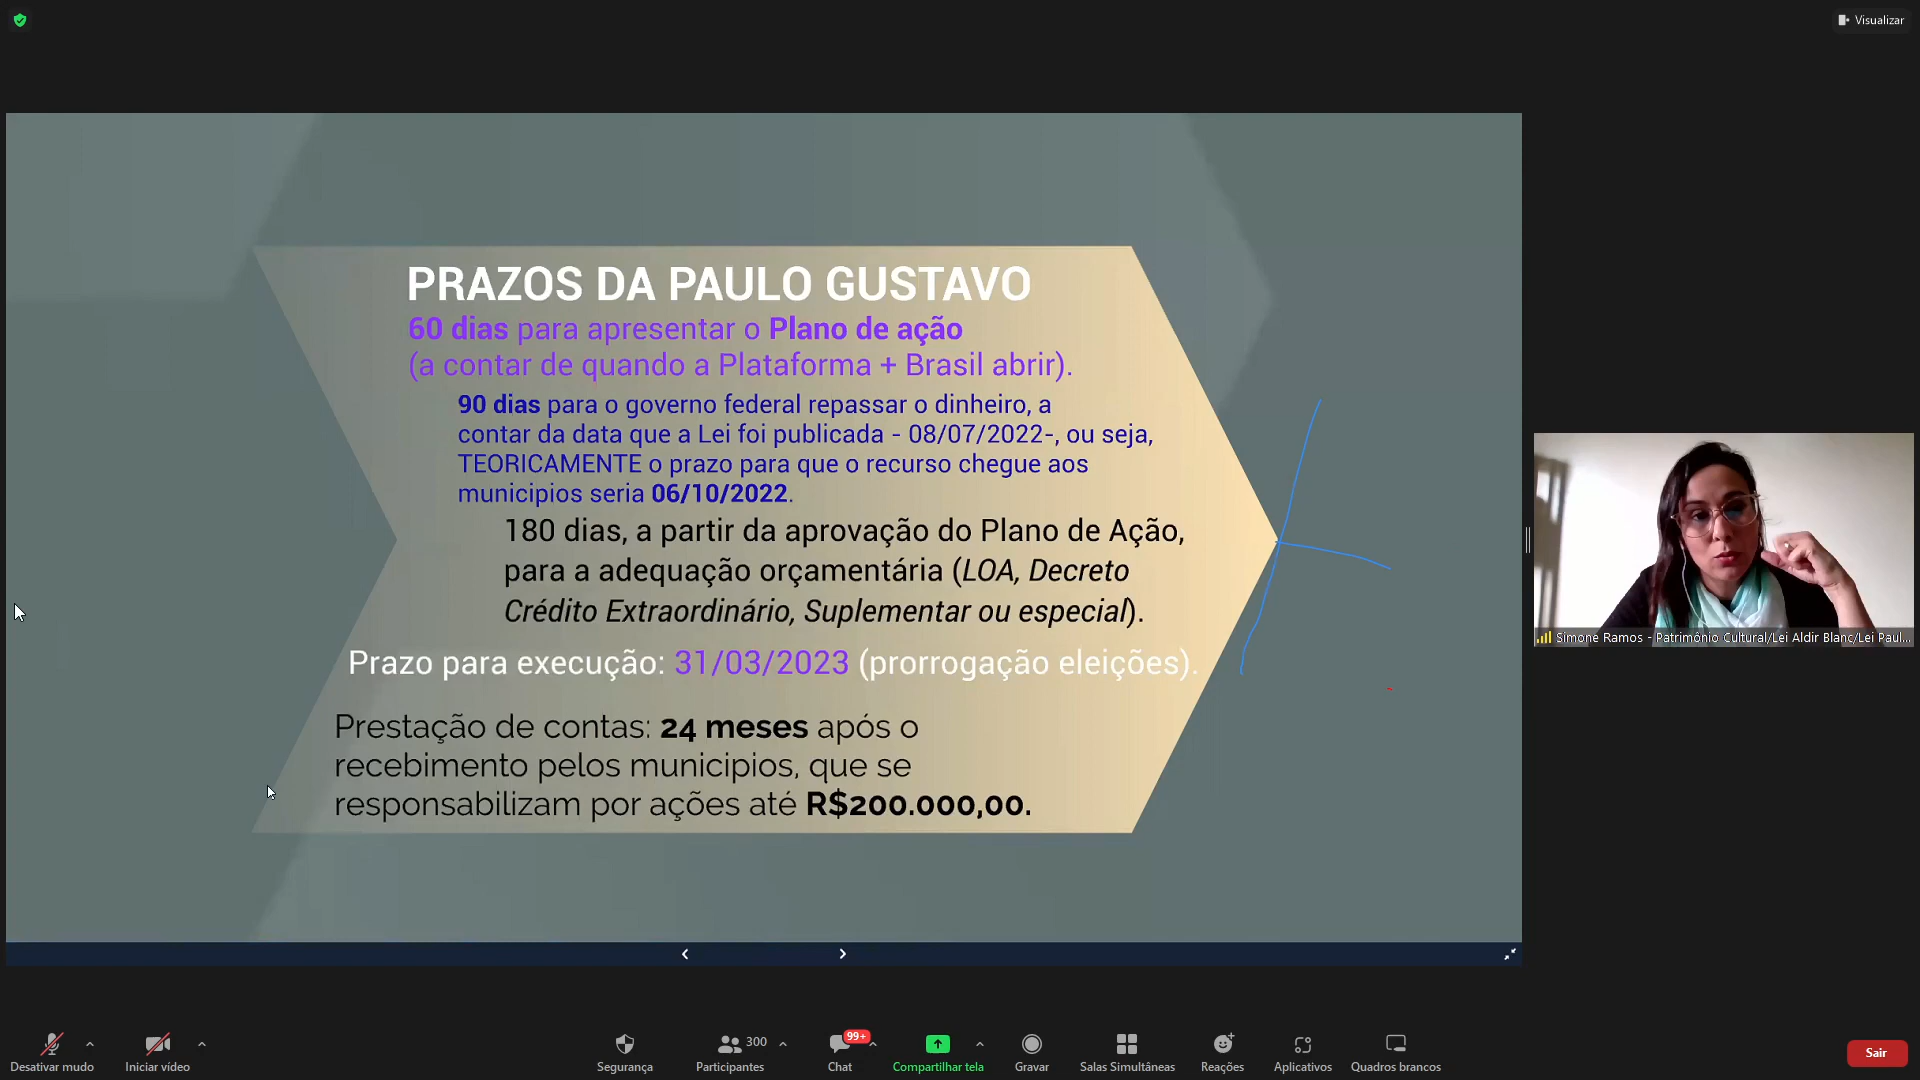 Visualizar
PRAZOS DA PAULO GUSTAVO
60 dias para apresentar o Plano de ação
(a contar de quando a Plataforma + Brasil abrir).
90 dias para o governo federal repassar o dinheiro, a
contar da data que a Lei foi publicada - 08/07/2022-, ou seja,
TEORICAMENTE o prazo para que o recurso chegue aos
municipios seria 06/10/2022.
180 dias, a partir da aprovação do Plano de Ação,
para a adequação orçamentária (LOA, Decreto
Crédito Extraordinário, Suplementar ou especial).
Prazo para execução: 31/03/2023 (prorrogação eleições).
Prestação de contas: 24 meses após o
recebimento pelos municipios, que se
responsabilizam por ações até R$200.000,00.
Simone Ramos - Patrimônio Cultural/Lei Aldir Blanc/Lei Paul...
99+
300
Desativar mudo
Iniciar vídeo
Segurança
Participantes
Chat
Compartilhar tela
Gravar
Salas Simultâneas
Reações
Aplicativos
Quadros brancos
Sair